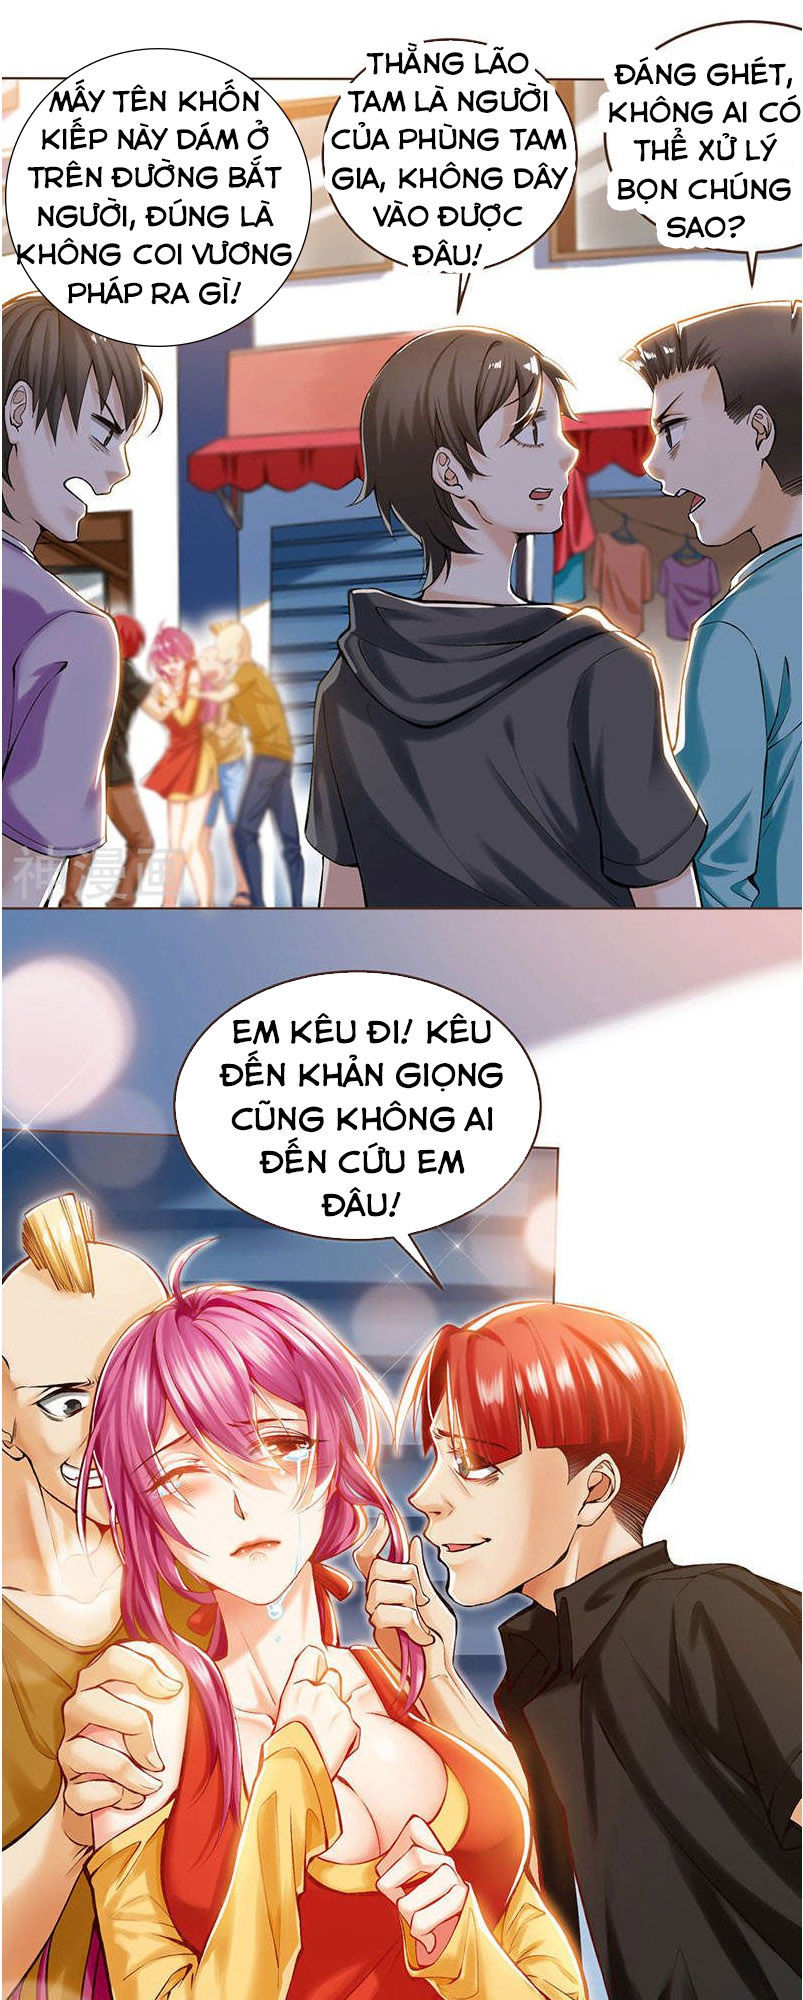 MẤY TÊN KHỐN
KIẾP NÀY DÁM Ở
TRÊN ĐƯỜNG BẮT
NGƯỜI, ĐÚNG LÀ
KHÔNG COI VƯƠNG
PHÁP RA GÌ!
THẰNG LÃO
TAM LÀ NGƯỜI
CỦA PHÙNG TAM
GIA, KHÔNG DÂY
VÀO ĐƯỢC
ĐÂU!
ĐÁNG GHÉT,
KHÔNG AI CÓ
THỂ XỬ LÝ
BỌN CHÚNG
SAO?
神漫画
EM KÊU ĐI! KÊU
ĐẾN KHẢN GIỌNG
CŨNG KHÔNG AI
ĐẾN CỨU EM
ĐÂU!